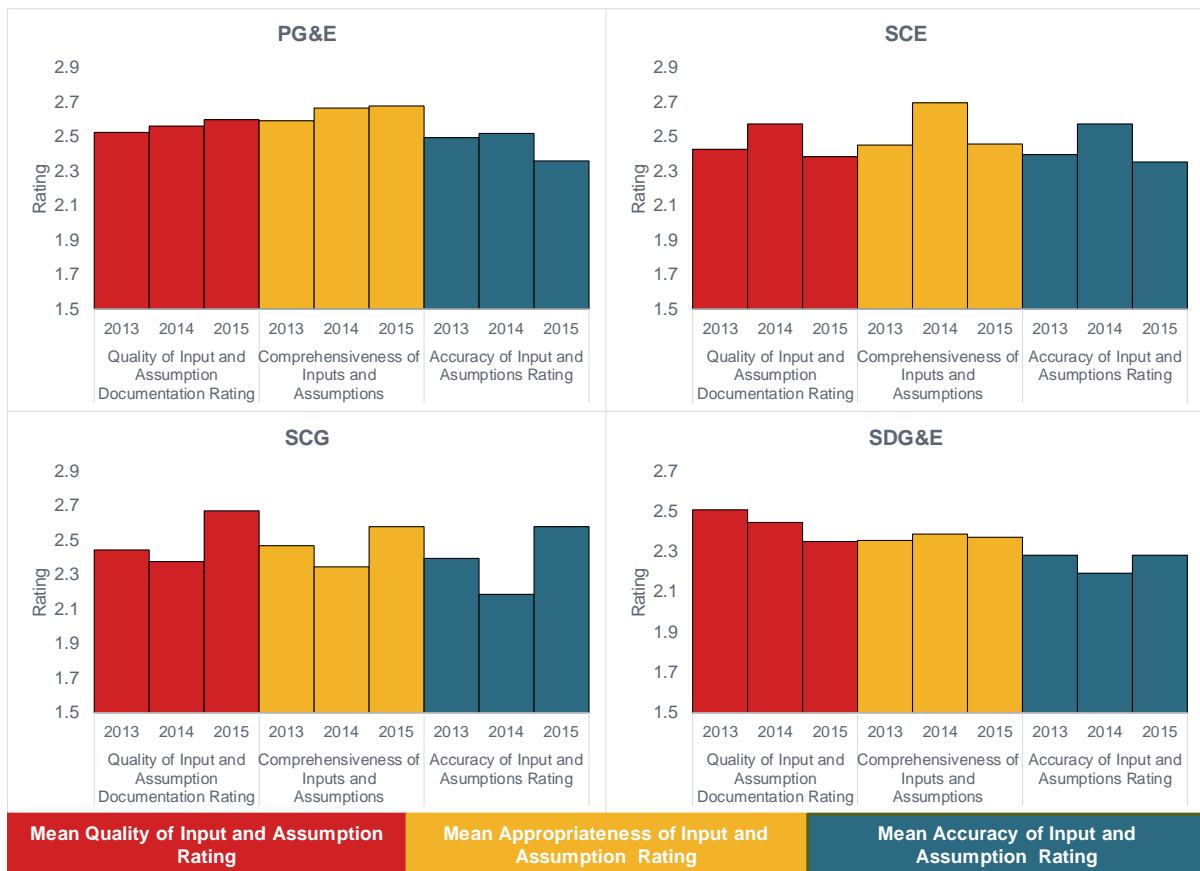 PG&E
2.9
2.7
2.5
2.3
2.1
1.9
1.7
1.5
Rating
2013 2014 2015 2013 2014 2015 2013 2014 2015
Quality of Input and Comprehensiveness of Accuracy of Input and
Assumption Inputs and Asumptions Rating
Documentation Rating Assumptions
SCE
2.9
2.7
2.5
2.3
2.1
1.9
1.7
1.5
Rating
2013 2014 2015 2013 2014 2015 2013 2014 2015
Quality of Input and Comprehensiveness of Accuracy of Input and
Assumption Inputs and Asumptions Rating
Documentation Rating Assumptions
SCG
2.9
2.7
2.5
2.3
2.1
1.9
1.7
1.5
Rating
2013 2014 2015 2013 2014 2015 2013 2014 2015
Quality of Input and Comprehensiveness of Accuracy of Input and
Assumption Inputs and Asumptions Rating
Documentation Rating Assumptions
SDG&E
2.7
2.5
2.3
2.1
1.9
1.7
1.5
Rating
2013 2014 2015 2013 2014 2015 2013 2014 2015
Quality of Input and Comprehensiveness of Accuracy of Input and
Assumption Inputs and Asumptions Rating
Documentation Rating Assumptions
Mean Quality of Input and Assumption
Rating
Mean Appropriateness of Input and
Assumption Rating
Mean Accuracy of Input and
Assumption Rating